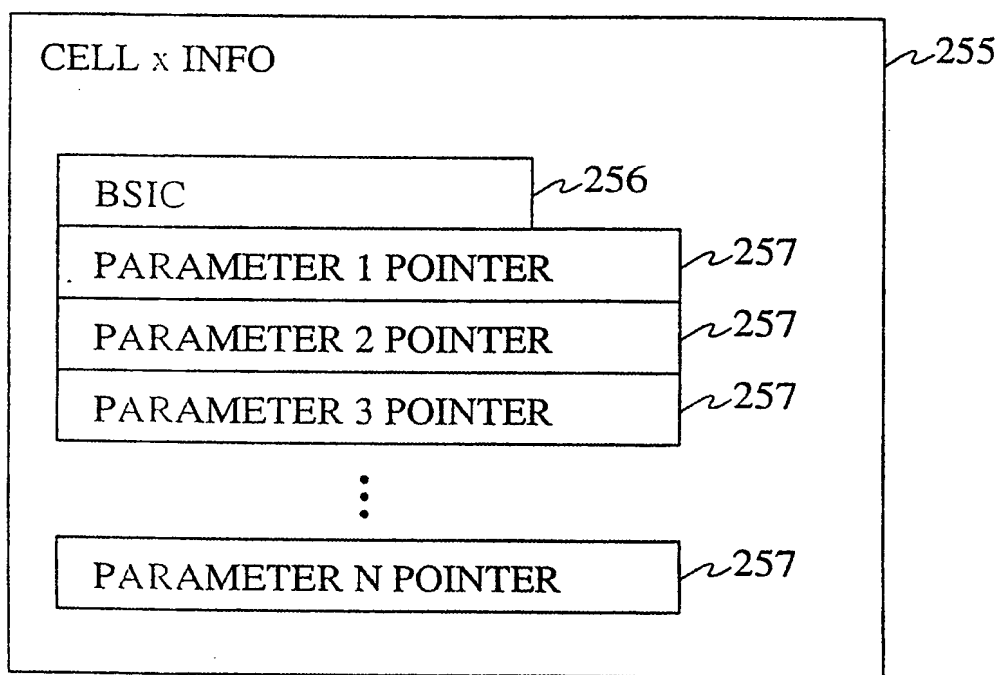 CELL x INFO
255
BSIC
256
PARAMETER 1 POINTER
257
PARAMETER 2 POINTER
257
PARAMETER 3 POINTER
257
PARAMETER N POINTER
257